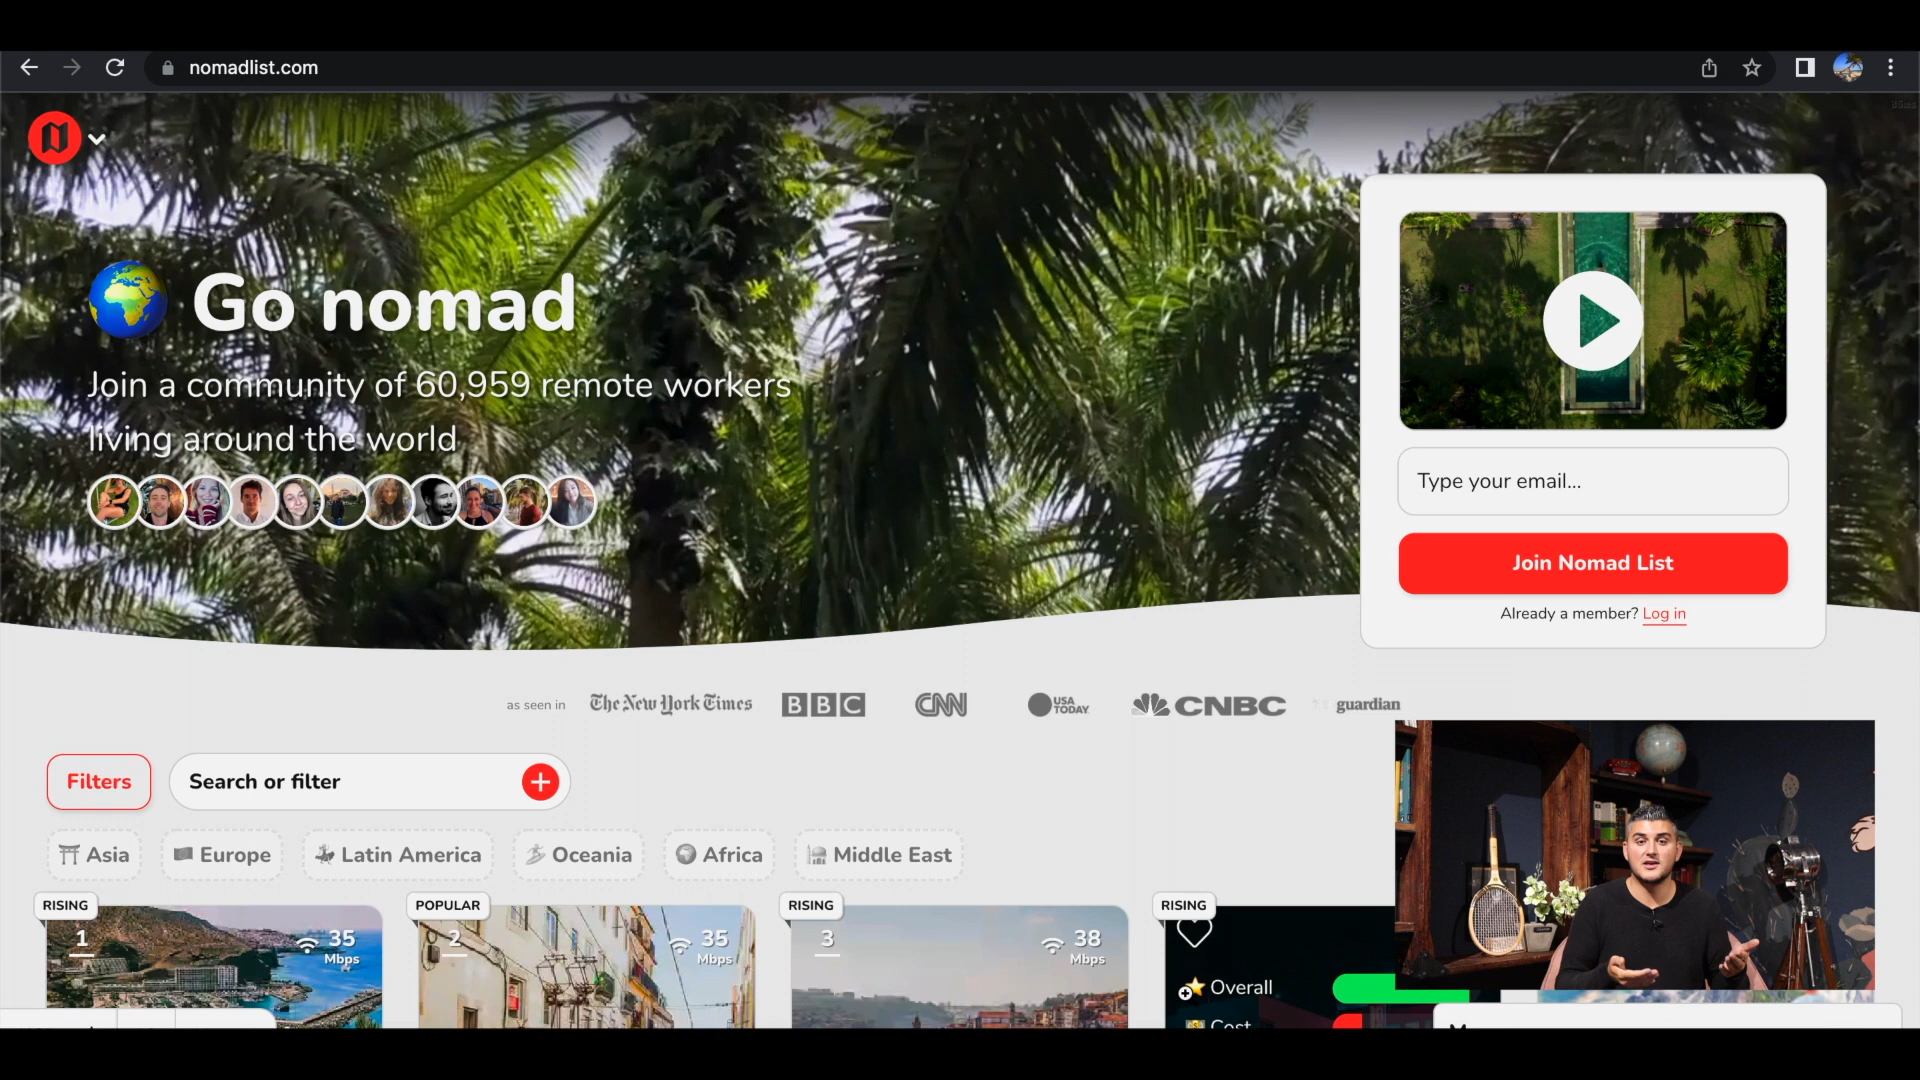 nomadlist.com
Go nomad
Join a community of 60,959 remote workers
living around the world
Type your email...
Join Nomad List
Already a member? Log in
as seen in The New York Times BBC CNN USA TODAY CNBC guardian
Filters
Search or filter
Asia Europe Latin America Oceania Africa Middle East
RISING POPULAR RISING RISING
1 35 Mbps
2 35 Mbps
3 38 Mbps
Overall
Cost